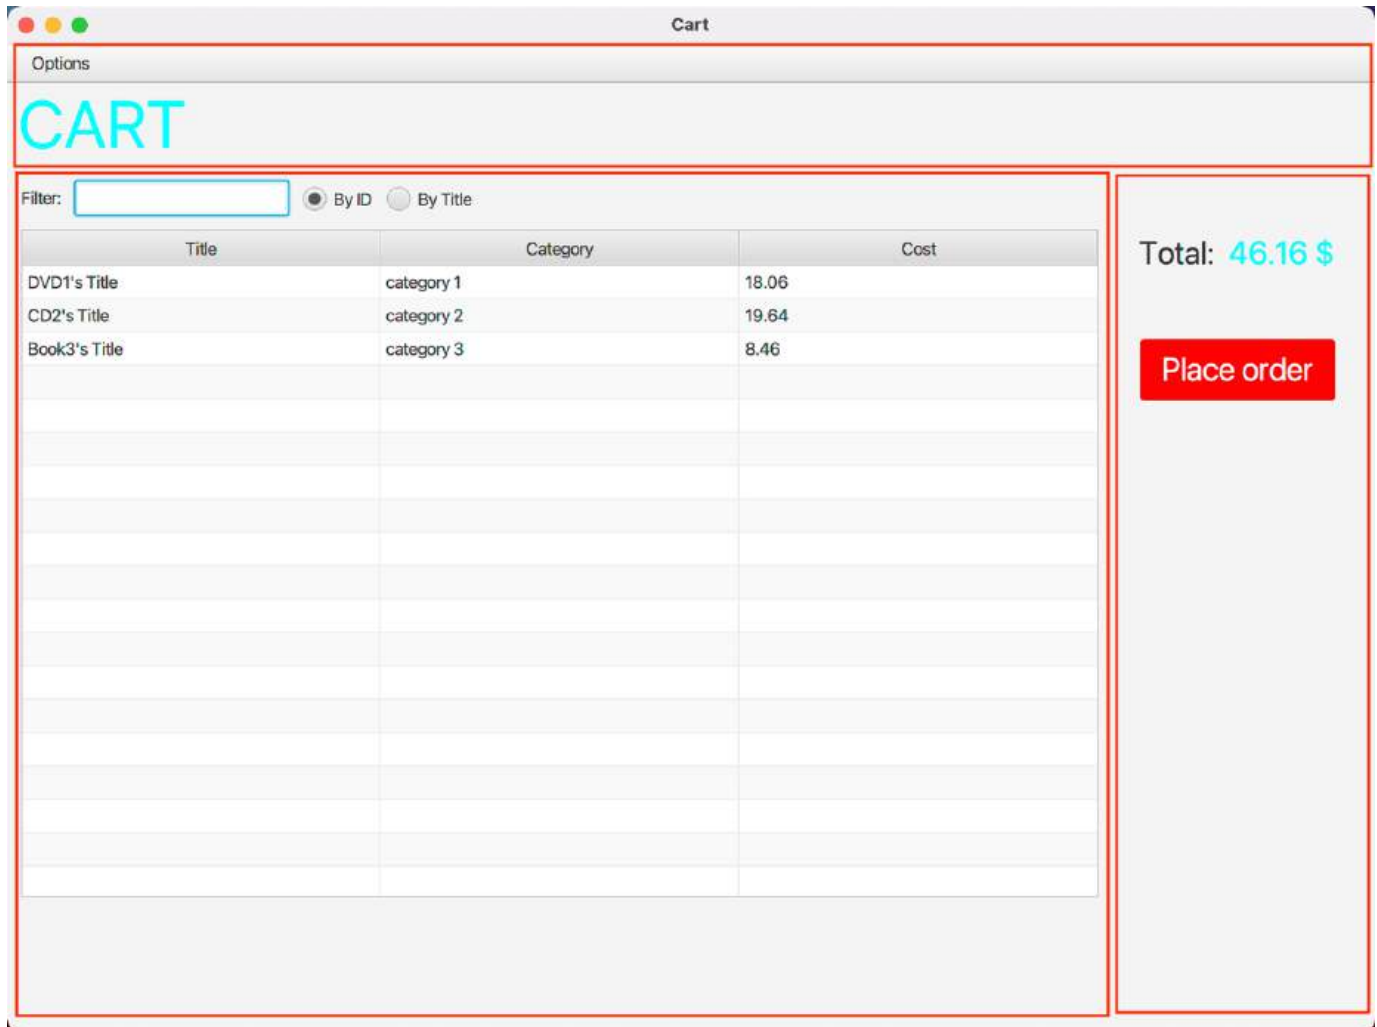 Cart
Options
CART
Filter: By ID By Title
Title Category Cost
DVD1's Title category 1 18.06
CD2's Title category 2 19.64
Book3's Title category 3 8.46
Total: 46.16 $
Place order